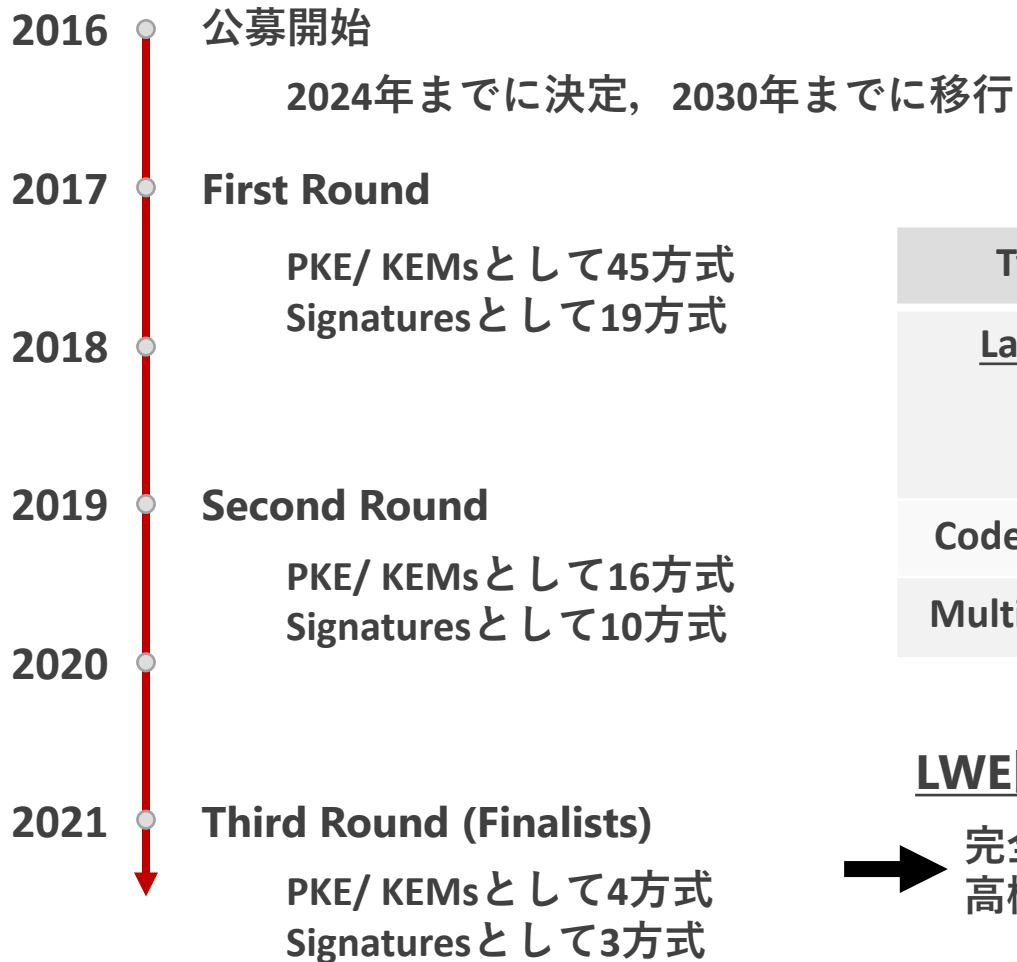 2016 公募開始
2024年までに決定，2030年までに移行
2017 First Round
PKE/ KEMsとして45方式
Signaturesとして19方式
2018
2019 Second Round
PKE/ KEMsとして16方式
Signaturesとして10方式
2020
2021 Third Round (Finalists)
PKE/ KEMsとして4方式
Signaturesとして3方式
La
Code
Multi
LWE
完
高